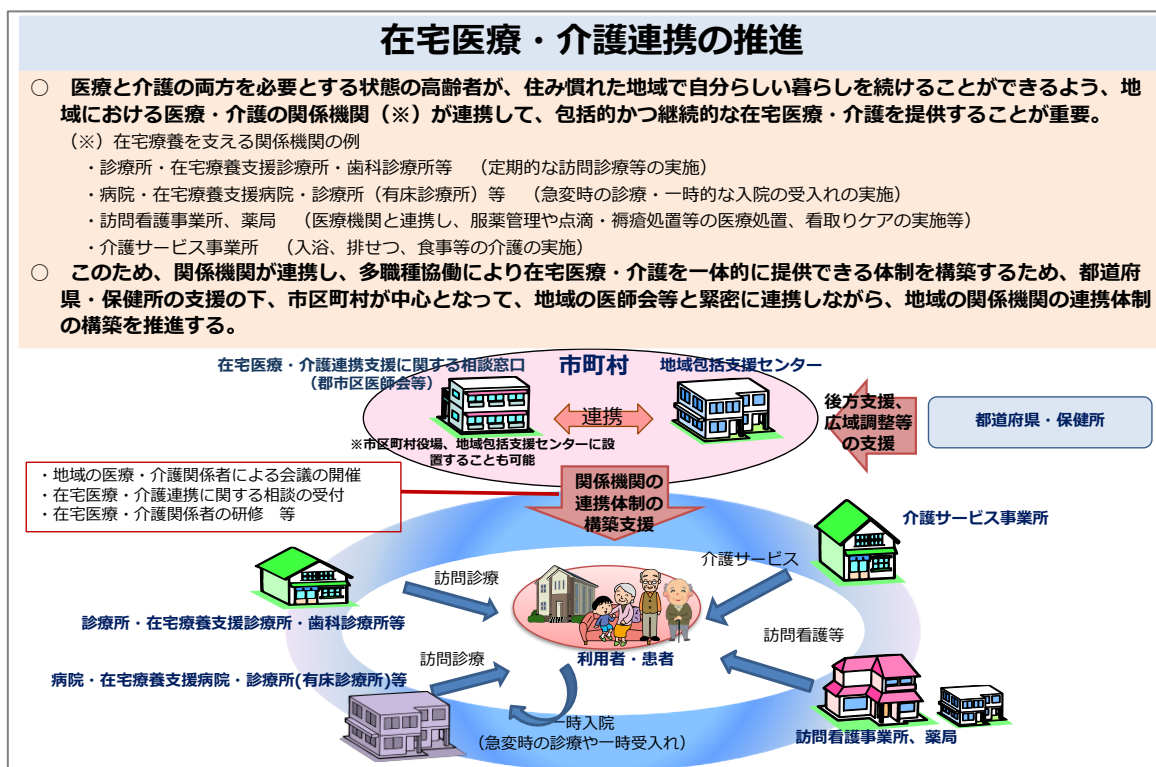 在宅医療・介護連携の推進
○　医療と介護の両方を必要とする状態の高齢者が、住み慣れた地域で自分らしい暮らしを続けることができるよう、地
域における医療・介護の関係機関（※）が連携して、包括的かつ継続的な在宅医療・介護を提供することが重要。
（※）在宅療養を支える関係機関の例
・診療所・在宅療養支援診療所・歯科診療所等　（定期的な訪問診療等の実施）
・病院・在宅療養支援病院・診療所（有床診療所）等　（急変時の診療・一時的な入院の受入れの実施）
・訪問看護事業所、薬局　（医療機関と連携し、服薬管理や点滴・褥瘡処置等の医療処置、看取りケアの実施等）
・介護サービス事業所　（入浴、排せつ、食事等の介護の実施）
○　このため、関係機関が連携し、多職種協働により在宅医療・介護を一体的に提供できる体制を構築するため、都道府
県・保健所の支援の下、市区町村が中心となって、地域の医師会等と緊密に連携しながら、地域の関係機関の連携体制
の構築を推進する。
在宅医療・介護連携支援に関する相談窓口
（郡市区医師会等）
市町村
地域包括支援センター
連携
※市区町村役場、地域包括支援センターに設
置することも可能
後方支援、
広域調整等
の支援
都道府県・保健所
・地域の医療・介護関係者による会議の開催
・在宅医療・介護連携に関する相談の受付
・在宅医療・介護関係者の研修　等
関係機関の
連携体制の
構築支援
介護サービス事業所
介護サービス
訪問診療
診療所・在宅療養支援診療所・歯科診療所等
訪問看護等
利用者・患者
訪問診療
病院・在宅療養支援病院・診療所(有床診療所)等
一時入院
（急変時の診療や一時受入れ）
訪問看護事業所、薬局